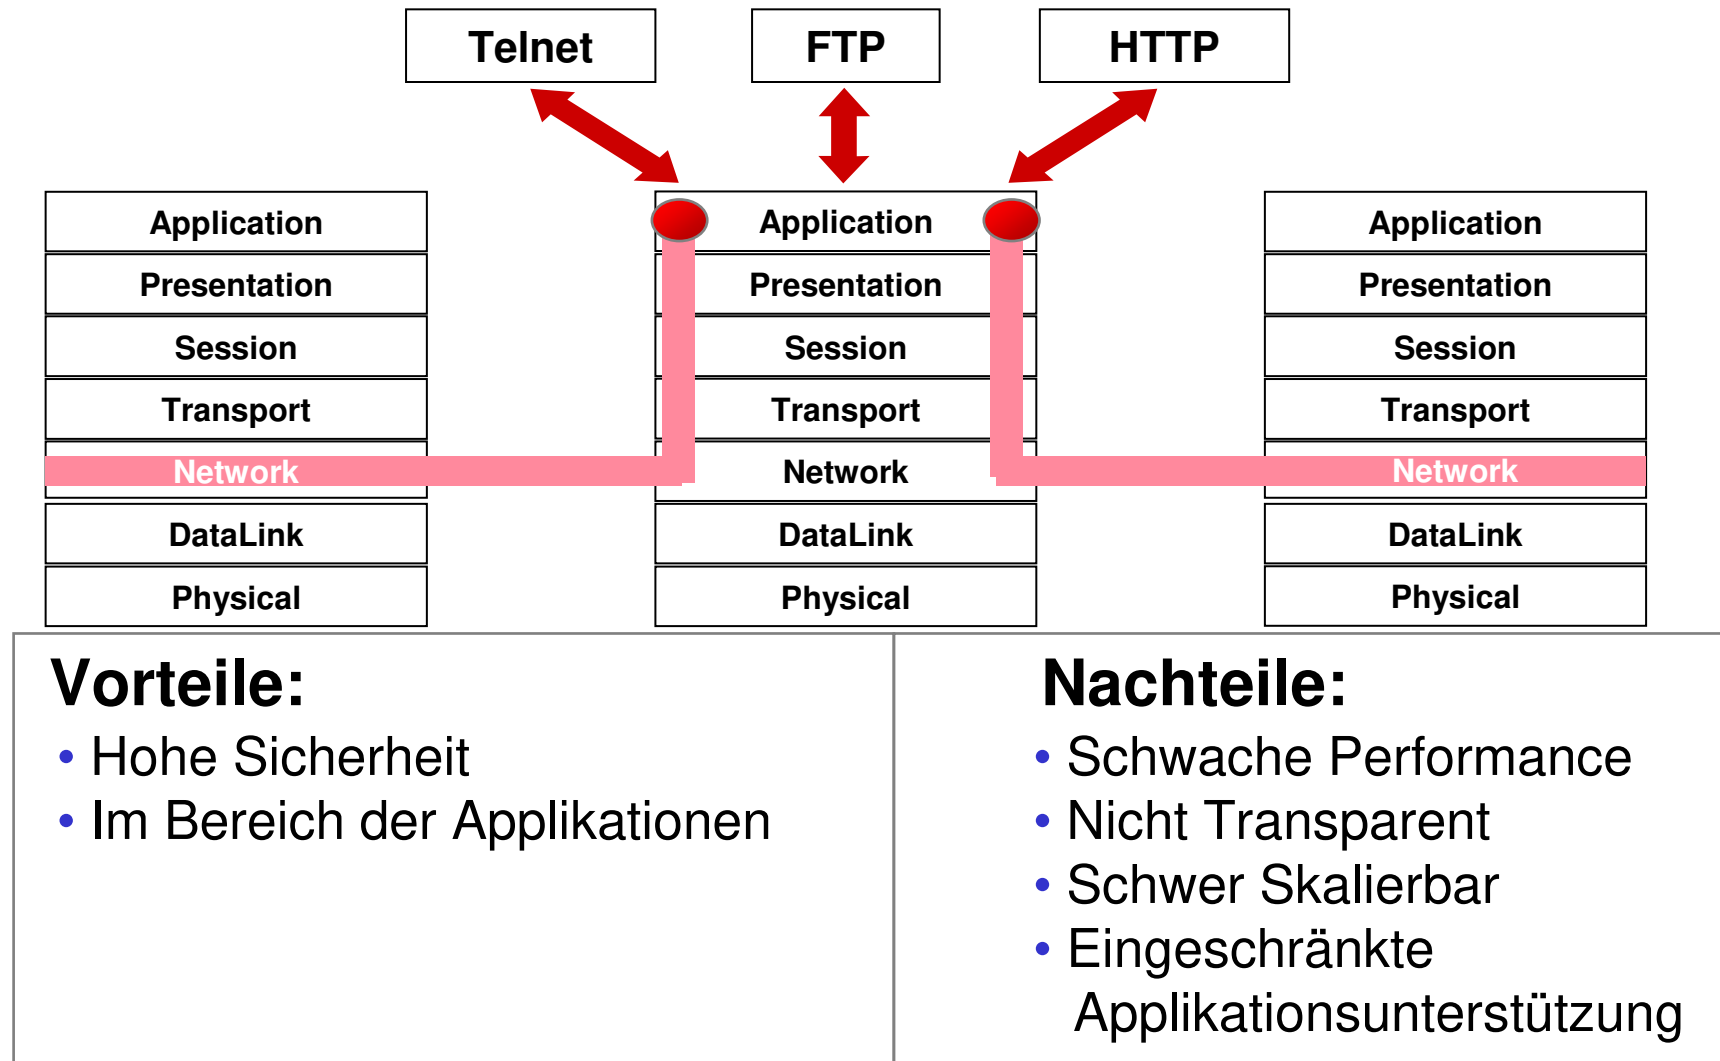 Telnet
FTP
HTTP
Application
Presentation
Session
Transport
Network
DataLink
Physical
Application
Presentation
Session
Transport
Network
DataLink
Physical
Application
Presentation
Session
Transport
Network
DataLink
Physical
Vorteile:
• Hohe Sicherheit
• Im Bereich der Applikationen
Nachteile:
• Schwache Performance
• Nicht Transparent
• Schwer Skalierbar
• Eingeschränkte
Applikationsunterstützung